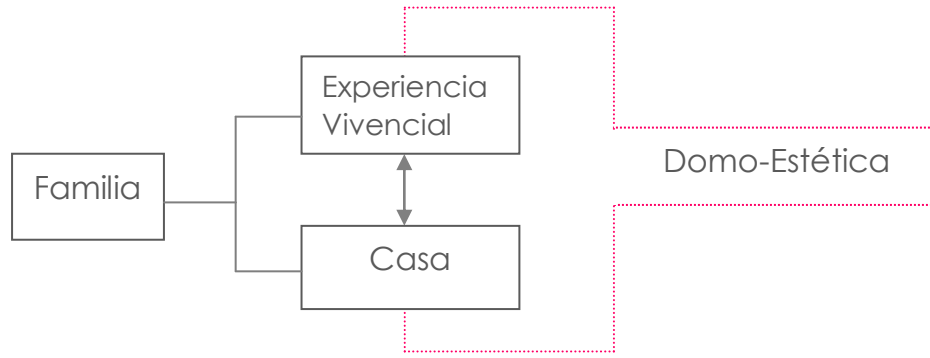 Experiencia
Vivencial
Domo-Estética
Familia
Casa